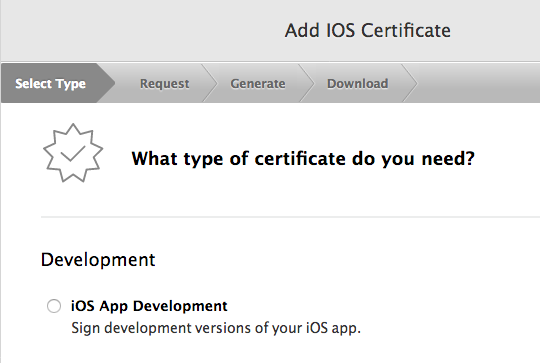 Add IOS Certificate
Select Type Request Generate Download
What type of certificate do you need?
Development
iOS App Development
Sign development versions of your iOS app.